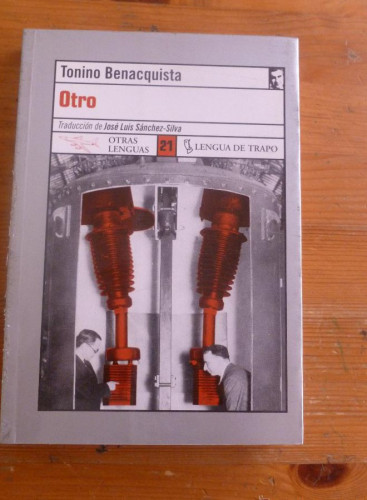 Tonino Benacquista
Otro
Traducción de José Luis Sánchez-Silva
OTRAS
LENGUAS
21
LENGUA DE TRAPO